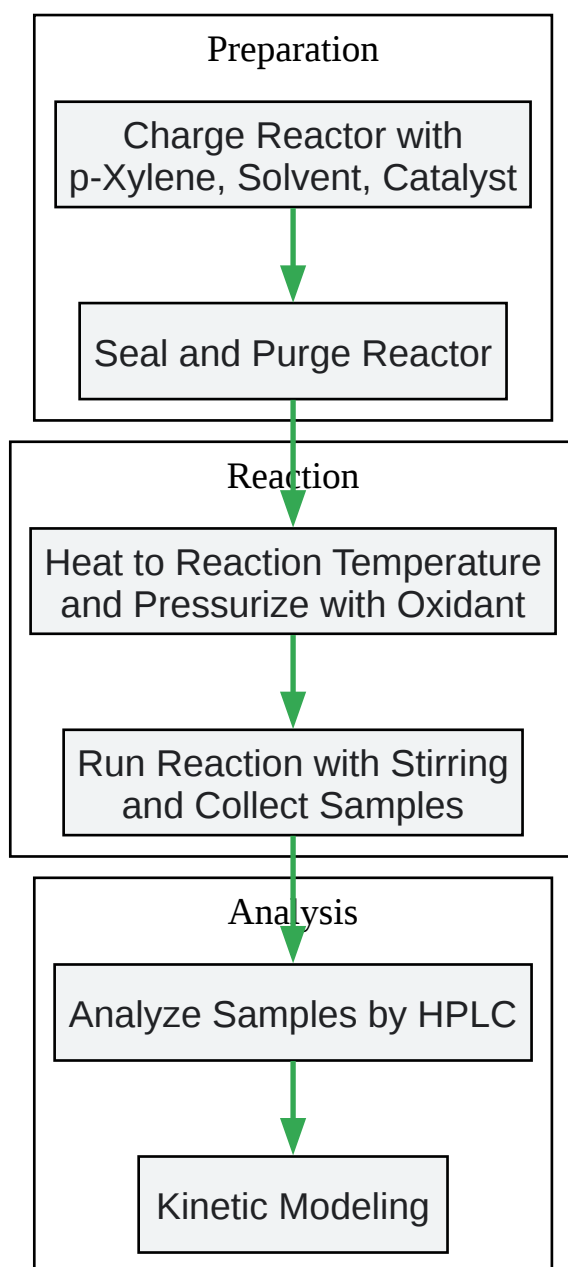 Preparation
Charge Reactor with
p-Xylene, Solvent, Catalyst
Seal and Purge Reactor
Reaction
Heat to Reaction Temperature
and Pressurize with Oxidant
Run Reaction with Stirring
and Collect Samples
Analysis
Analyze Samples by HPLC
Kinetic Modeling